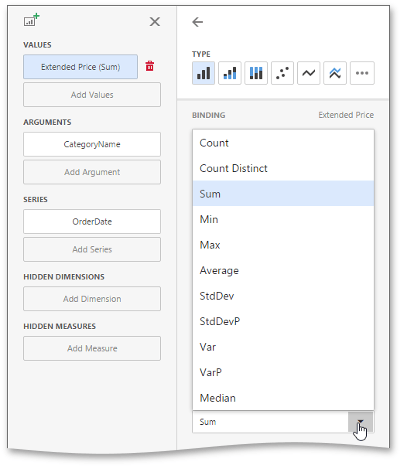 VALUES
Extended Price (Sum)
Add Values
ARGUMENTS
CategoryName
Add Argument
SERIES
OrderDate
Add Series
HIDDEN DIMENSIONS
Add Dimension
HIDDEN MEASURES
Add Measure
TYPE
BINDING Extended Price
Count
Count Distinct
Sum
Min
Max
Average
StdDev
StdDevP
Var
VarP
Median
Sum